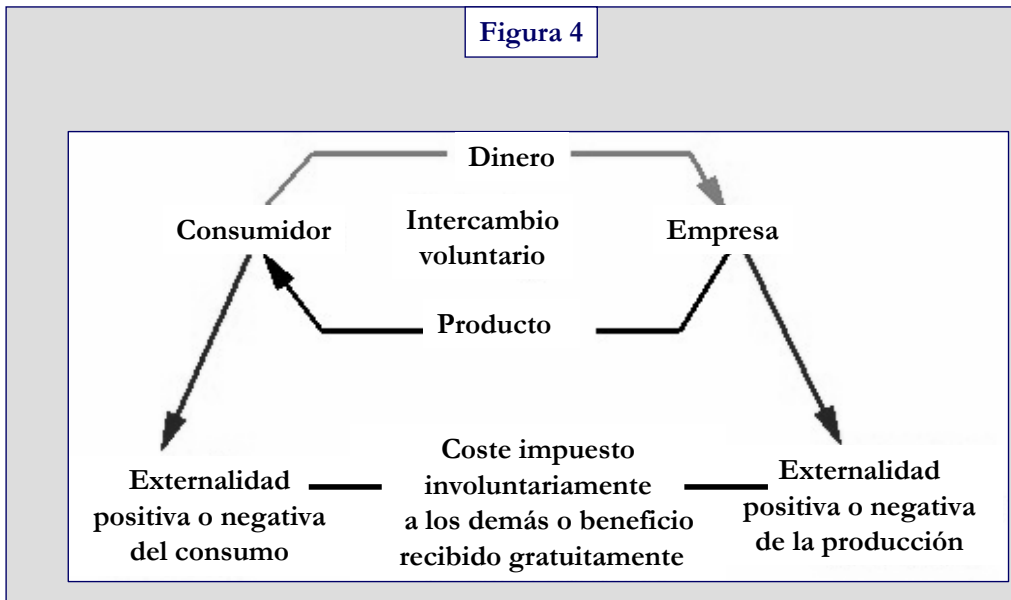 Figura 4
Dinero
Consumidor
Intercambio
voluntario
Empresa
Producto
Externalidad
positiva o negativa
del consumo
Coste impuesto
involuntariamente
a los demás o beneficio
recibido gratuitamente
Externalidad
positiva o negativa
de la producción